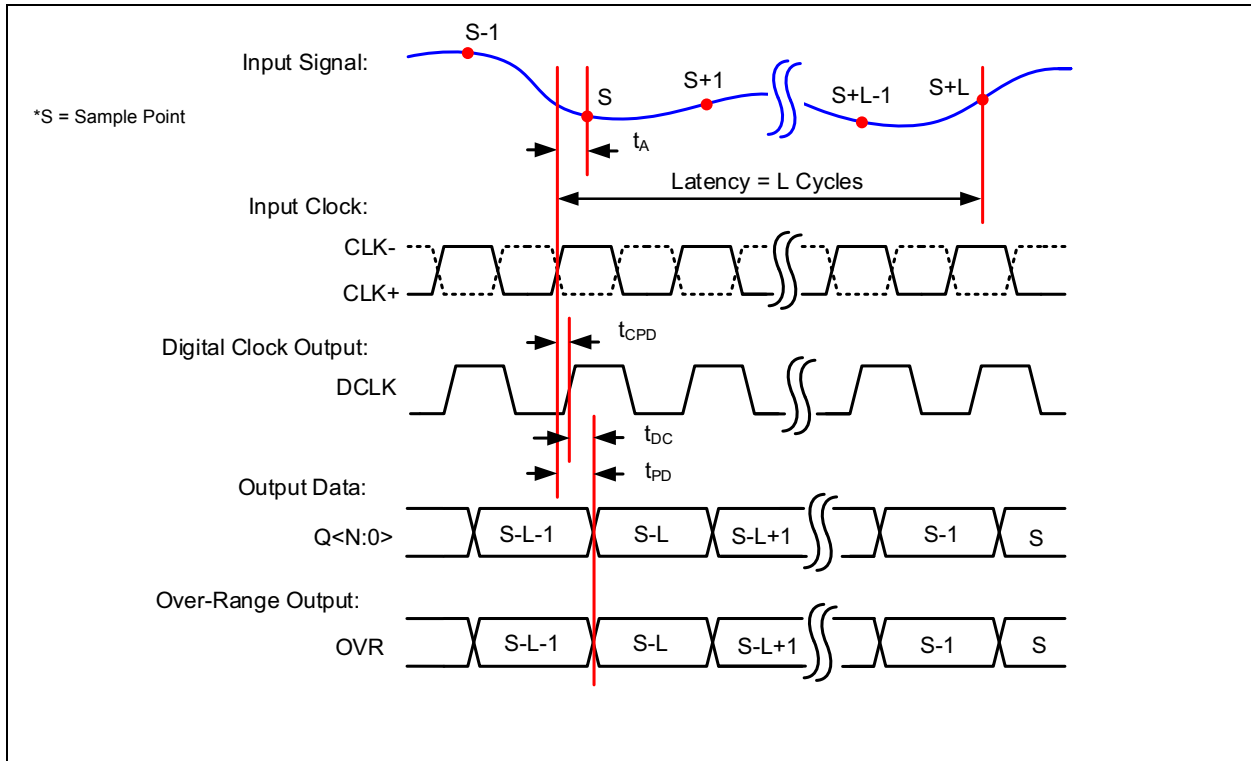 S-1
Input Signal:
S
S+1
S+L-1
S+L
*S = Sample Point
tA
Latency = L Cycles
Input Clock:
CLK-
CLK+
tCPD
Digital Clock Output:
DCLK
tDC
tPD
Output Data:
Q<N:0>
S-L-1
S-L
S-L+1
S-1
S
Over-Range Output:
OVR
S-L-1
S-L
S-L+1
S-1
S